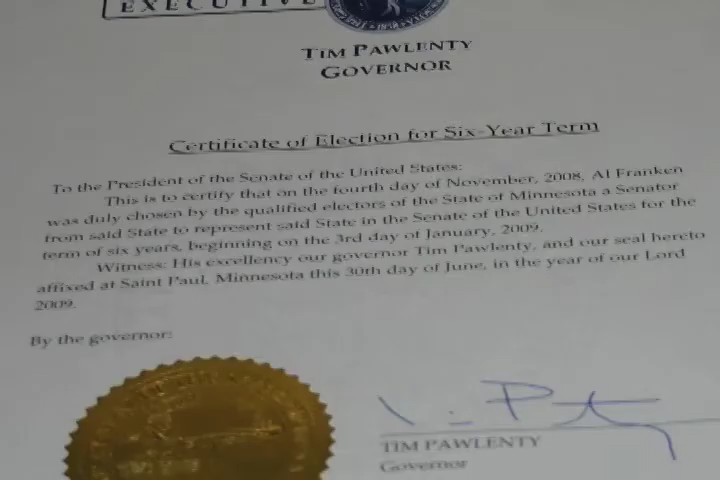 EXECUTIVE
TIM PAWLENTY
GOVERNOR
Certificate of Election for Six-Year Term
To the President of the Senate of the United States:
This is to certify that on the fourth day of November, 2008, Al Franken
was duly chosen by the qualified electors of the State of Minnesota a Senator
from said State to represent said State in the Senate of the United States for the
term of six years, beginning on the 3rd day of January, 2009.
Witness: His excellency our governor Tim Pawlenty, and our seal hereto
affixed at Saint Paul, Minnesota this 30th day of June, in the year of our Lord
2009.
By the governor:
TIM PAWLENTY
Governor